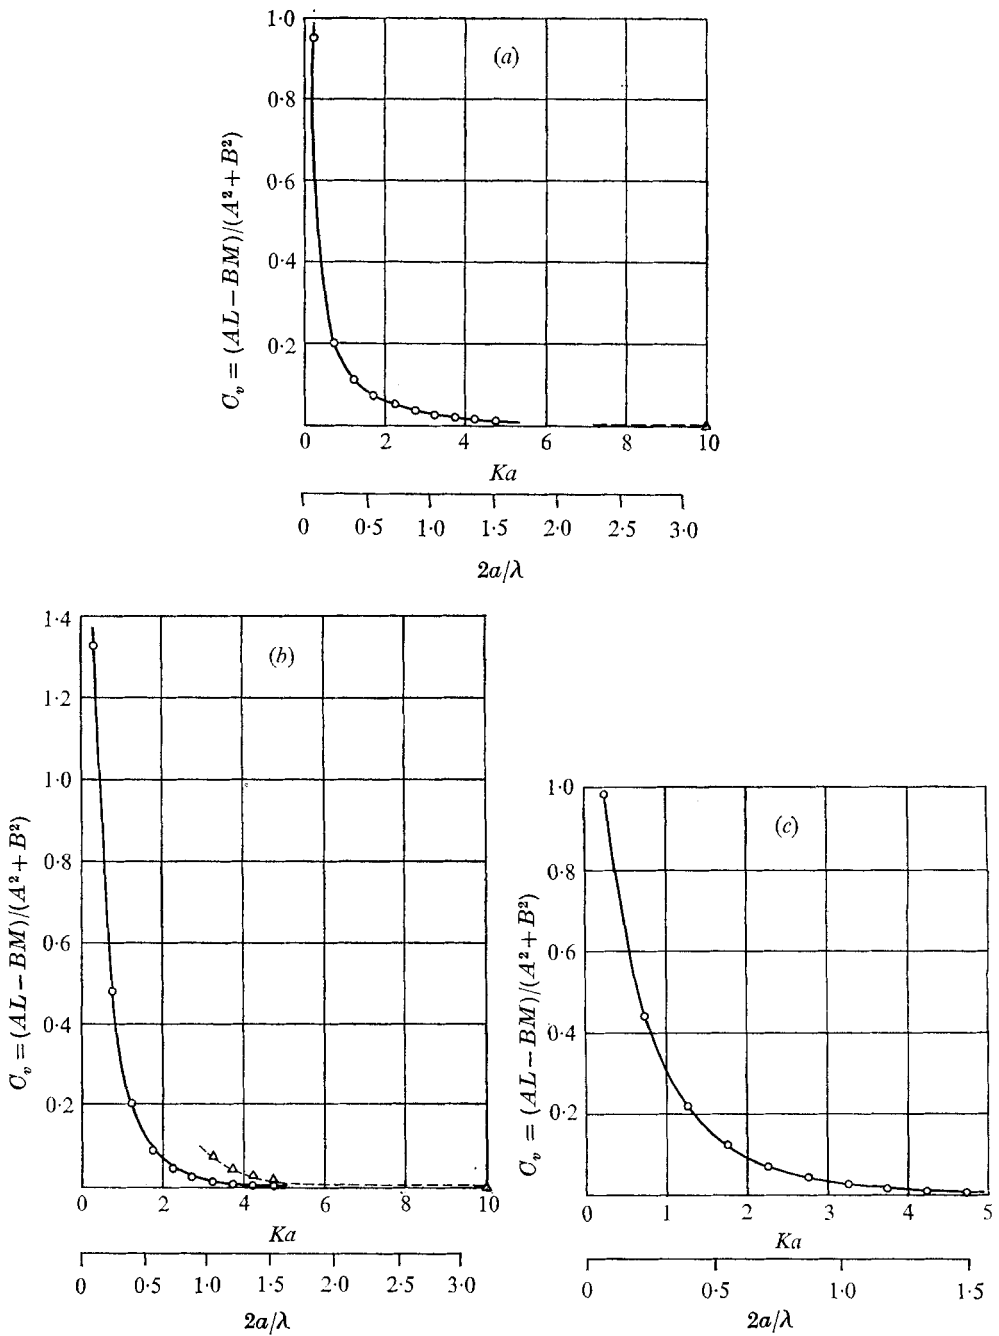 (a)
C_v = (AL−BM)/(A²+B²)
1·0
0·8
0·6
0·4
0·2
0 2 4 6 8 10
Ka
0 0·5 1·0 1·5 2·0 2·5 3·0
2a/λ
(b)
C_v = (AL−BM)/(A²+B²)
1·4
1·2
1·0
0·8
0·6
0·4
0·2
0 2 4 6 8 10
Ka
0 0·5 1·0 1·5 2·0 2·5 3·0
2a/λ
(c)
C_v = (AL−BM)/(A²+B²)
1·0
0·8
0·6
0·4
0·2
0 1 2 3 4 5
Ka
0 0·5 1·0 1·5
2a/λ